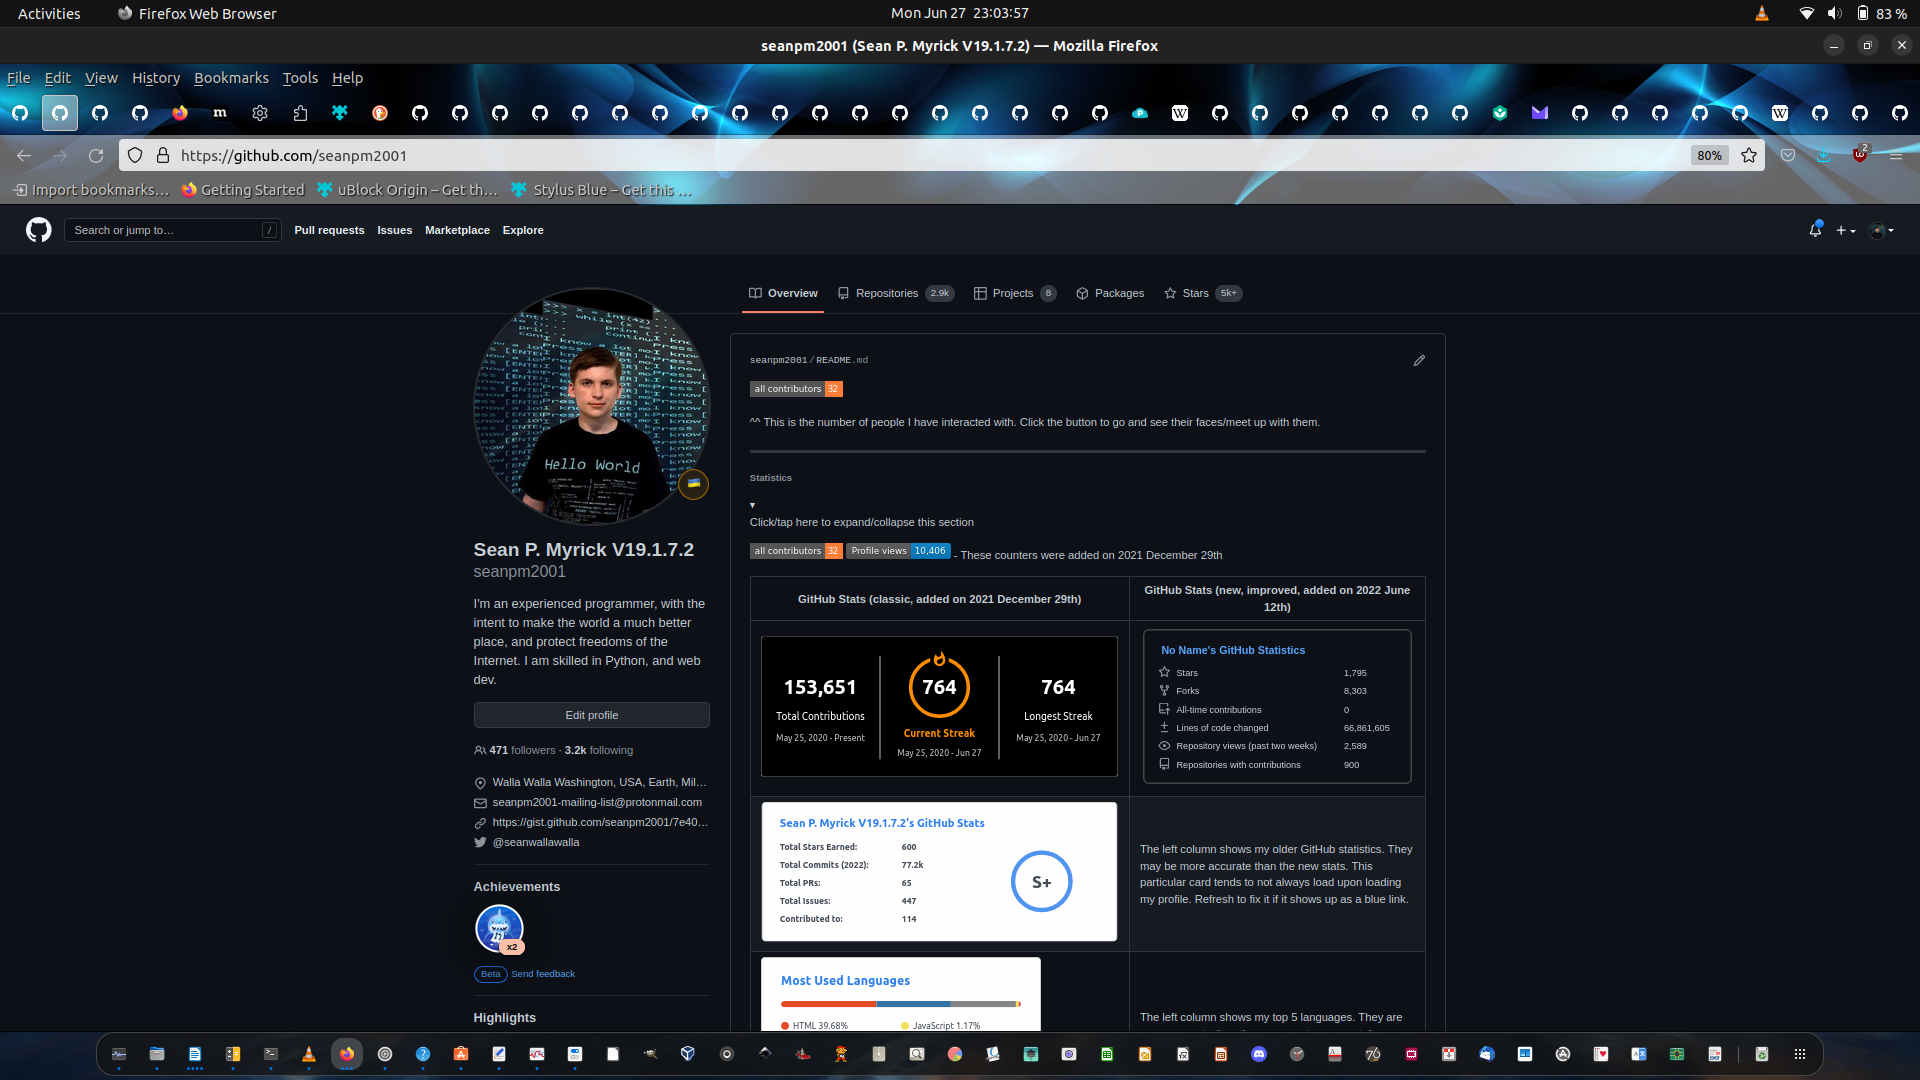 Activities
Firefox Web Browser
Mon Jun 27 23:03:57
83 %
seanpm2001 (Sean P. Myrick V19.1.7.2) — Mozilla Firefox
File Edit View History Bookmarks Tools Help
https://github.com/seanpm2001
80%
2
Import bookmarks…
Getting Started
uBlock Origin – Get th…
Stylus Blue – Get this …
Search or jump to…
/
Pull requests
Issues
Marketplace
Explore
Overview
Repositories 2.9k
Projects 8
Packages
Stars 5k+
Hello World
Sean P. Myrick V19.1.7.2
seanpm2001
I'm an experienced programmer, with the
intent to make the world a much better
place, and protect freedoms of the
Internet. I am skilled in Python, and web
dev.
Edit profile
471 followers · 3.2k following
Walla Walla Washington, USA, Earth, Mil…
seanpm2001-mailing-list@protonmail.com
https://gist.github.com/seanpm2001/7e40…
@seanwallawalla
Achievements
x2
Beta Send feedback
Highlights
seanpm2001/README.md
all contributors 32
^^ This is the number of people I have interacted with. Click the button to go and see their faces/meet up with them.
Statistics
▾
Click/tap here to expand/collapse this section
all contributors 32 Profile views 10,406 - These counters were added on 2021 December 29th
GitHub Stats (classic, added on 2021 December 29th)
GitHub Stats (new, improved, added on 2022 June
12th)
153,651
Total Contributions
May 25, 2020 - Present
764
Current Streak
May 25, 2020 - Jun 27
764
Longest Streak
May 25, 2020 - Jun 27
No Name's GitHub Statistics
Stars 1,795
Forks 8,303
All-time contributions 0
Lines of code changed 66,861,605
Repository views (past two weeks) 2,589
Repositories with contributions 900
Sean P. Myrick V19.1.7.2's GitHub Stats
Total Stars Earned: 600
Total Commits (2022): 77.2k
Total PRs: 65
Total Issues: 447
Contributed to: 114
S+
The left column shows my older GitHub statistics. They
may be more accurate than the new stats. This
particular card tends to not always load upon loading
my profile. Refresh to fix it if it shows up as a blue link.
Most Used Languages
HTML 39.68%
JavaScript 1.17%
The left column shows my top 5 languages. They are